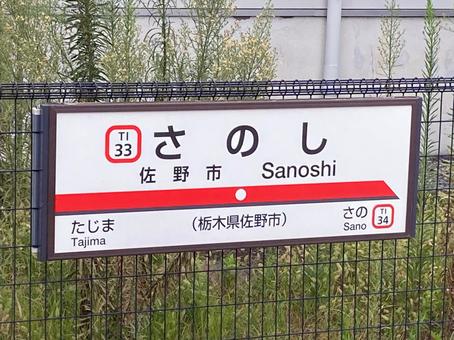 TI
33
さのし
佐野市 Sanoshi
たじま
Tajima
（栃木県佐野市）
さの
Sano
TI
34